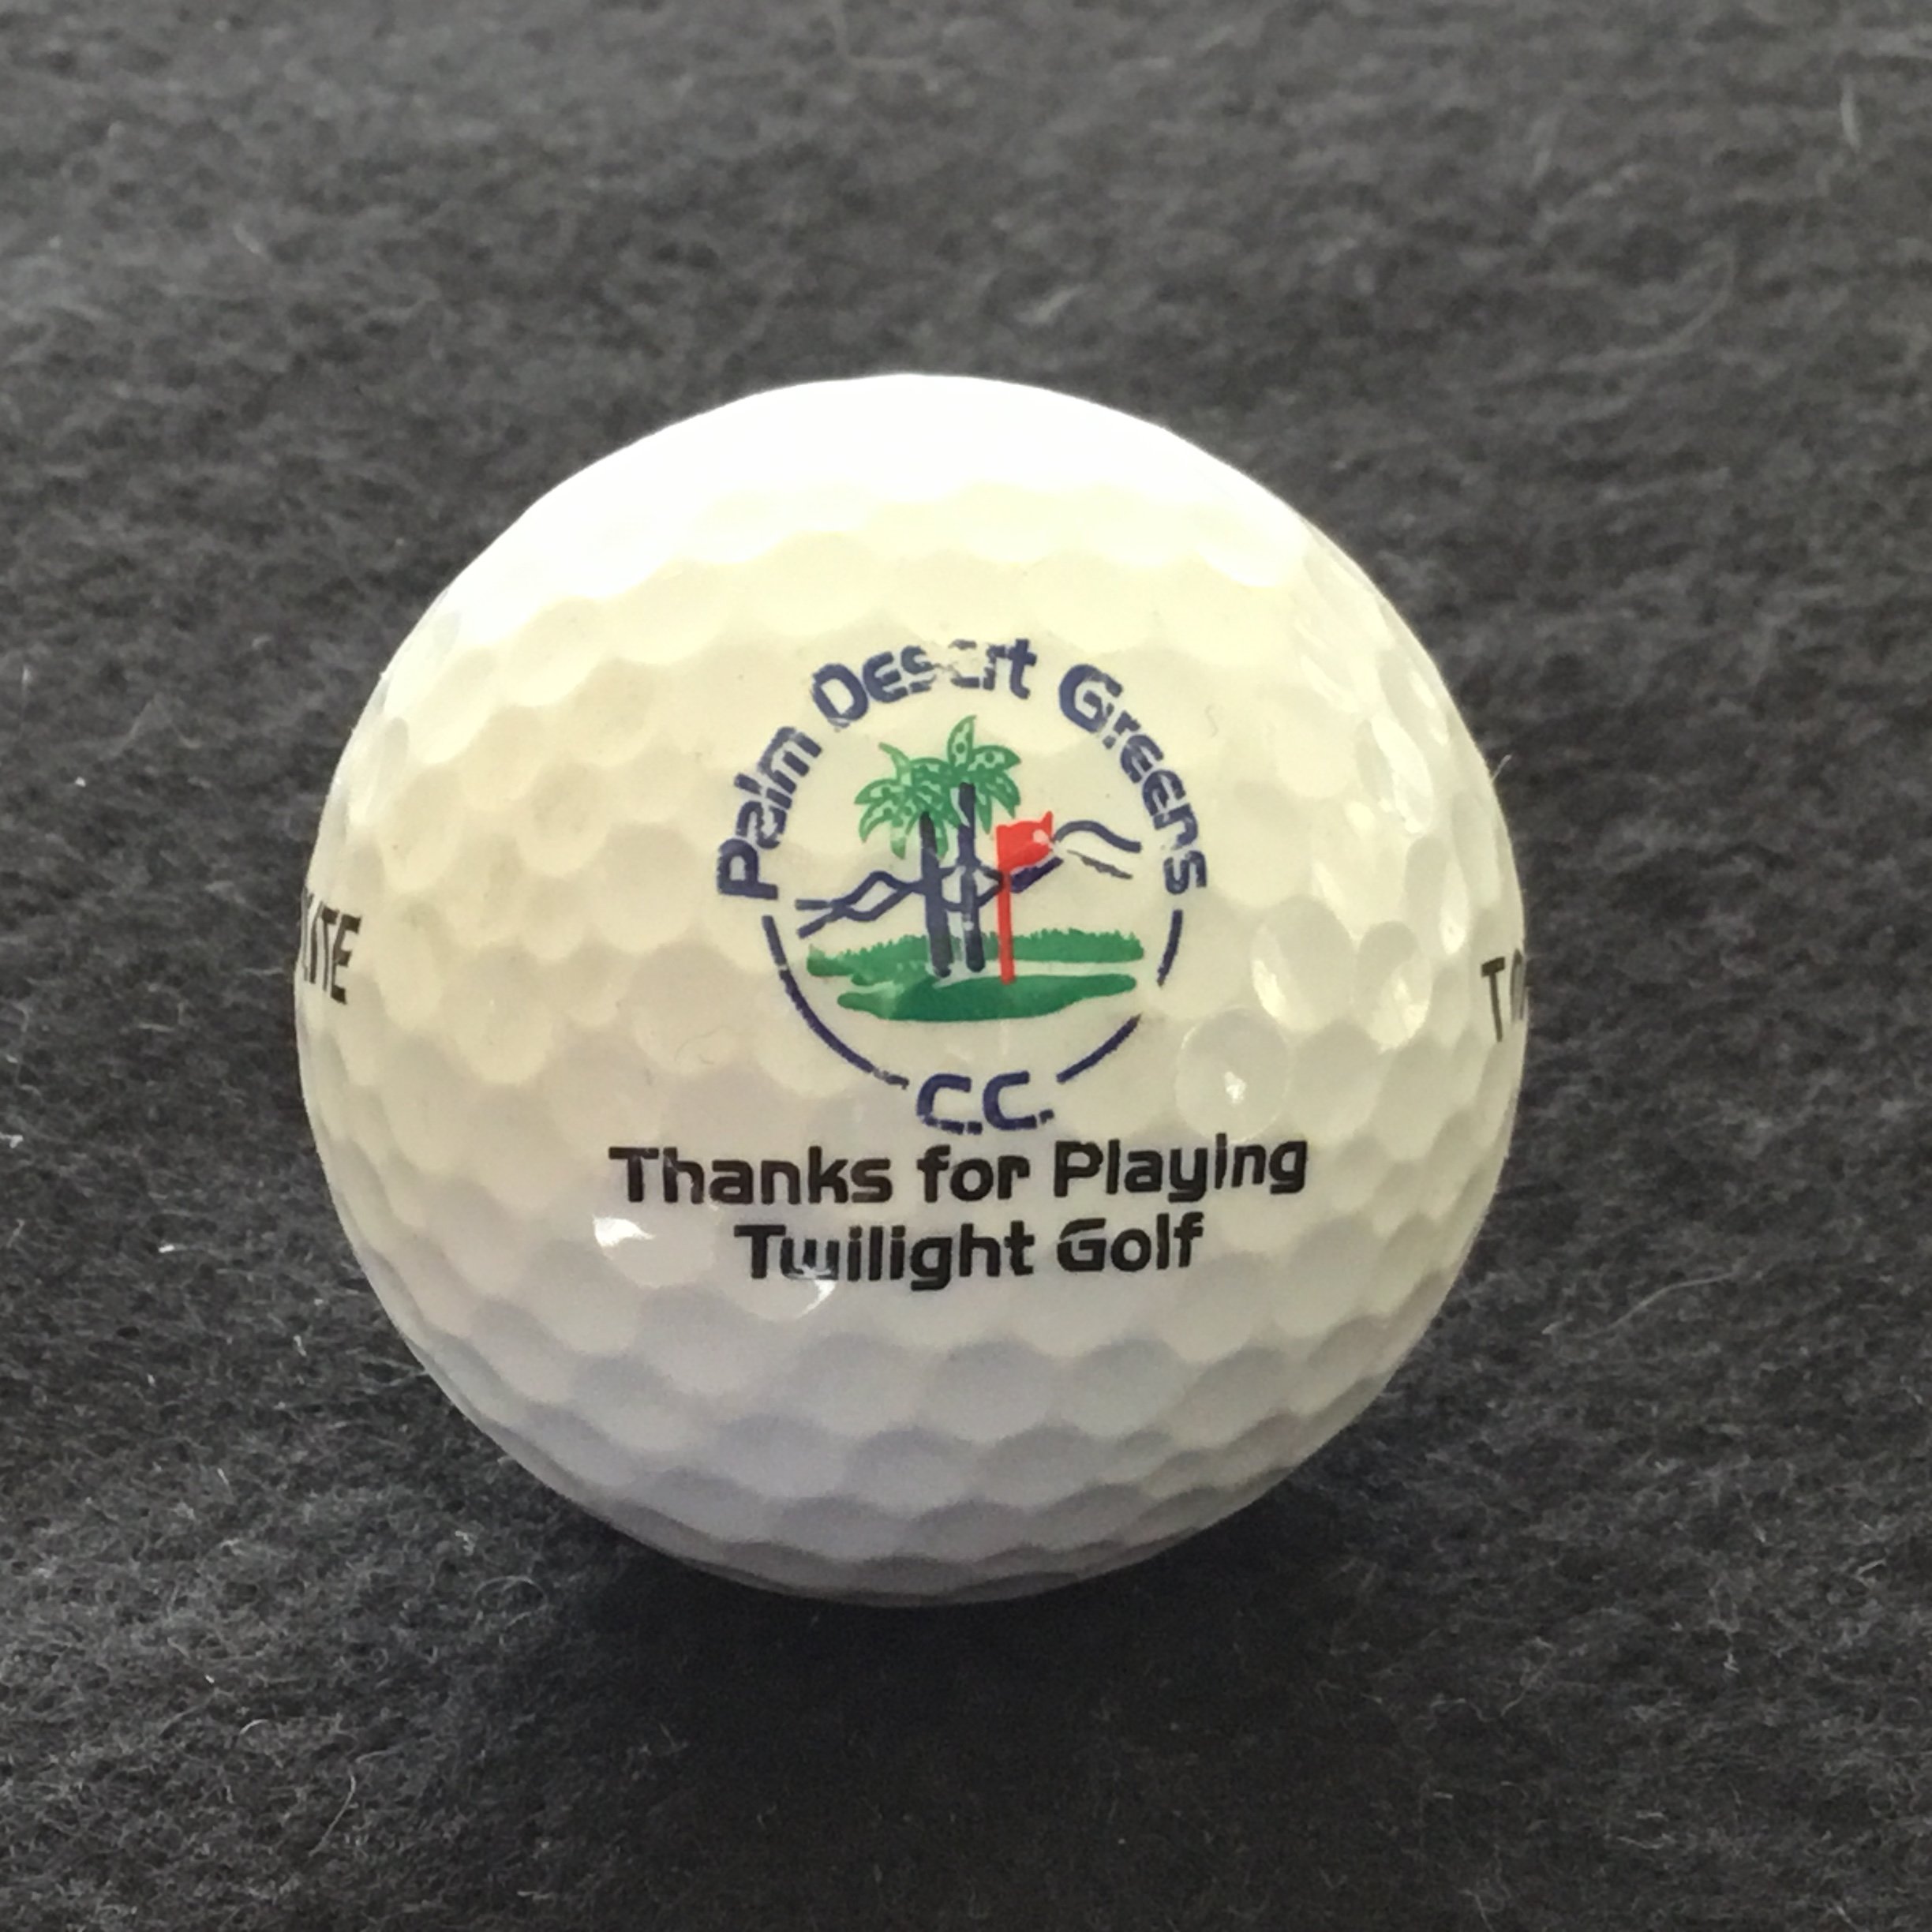 Palm Desert Greens
C.C.
Thanks for Playing
Twilight Golf